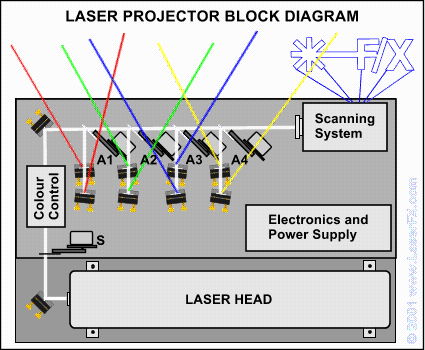 LASER PROJECTOR BLOCK DIAGRAM
F/X
Scanning
System
A1 A2 A3 A4
Colour
Control
Electronics and
Power Supply
S
LASER HEAD
© 2001 www.LaserFX.com